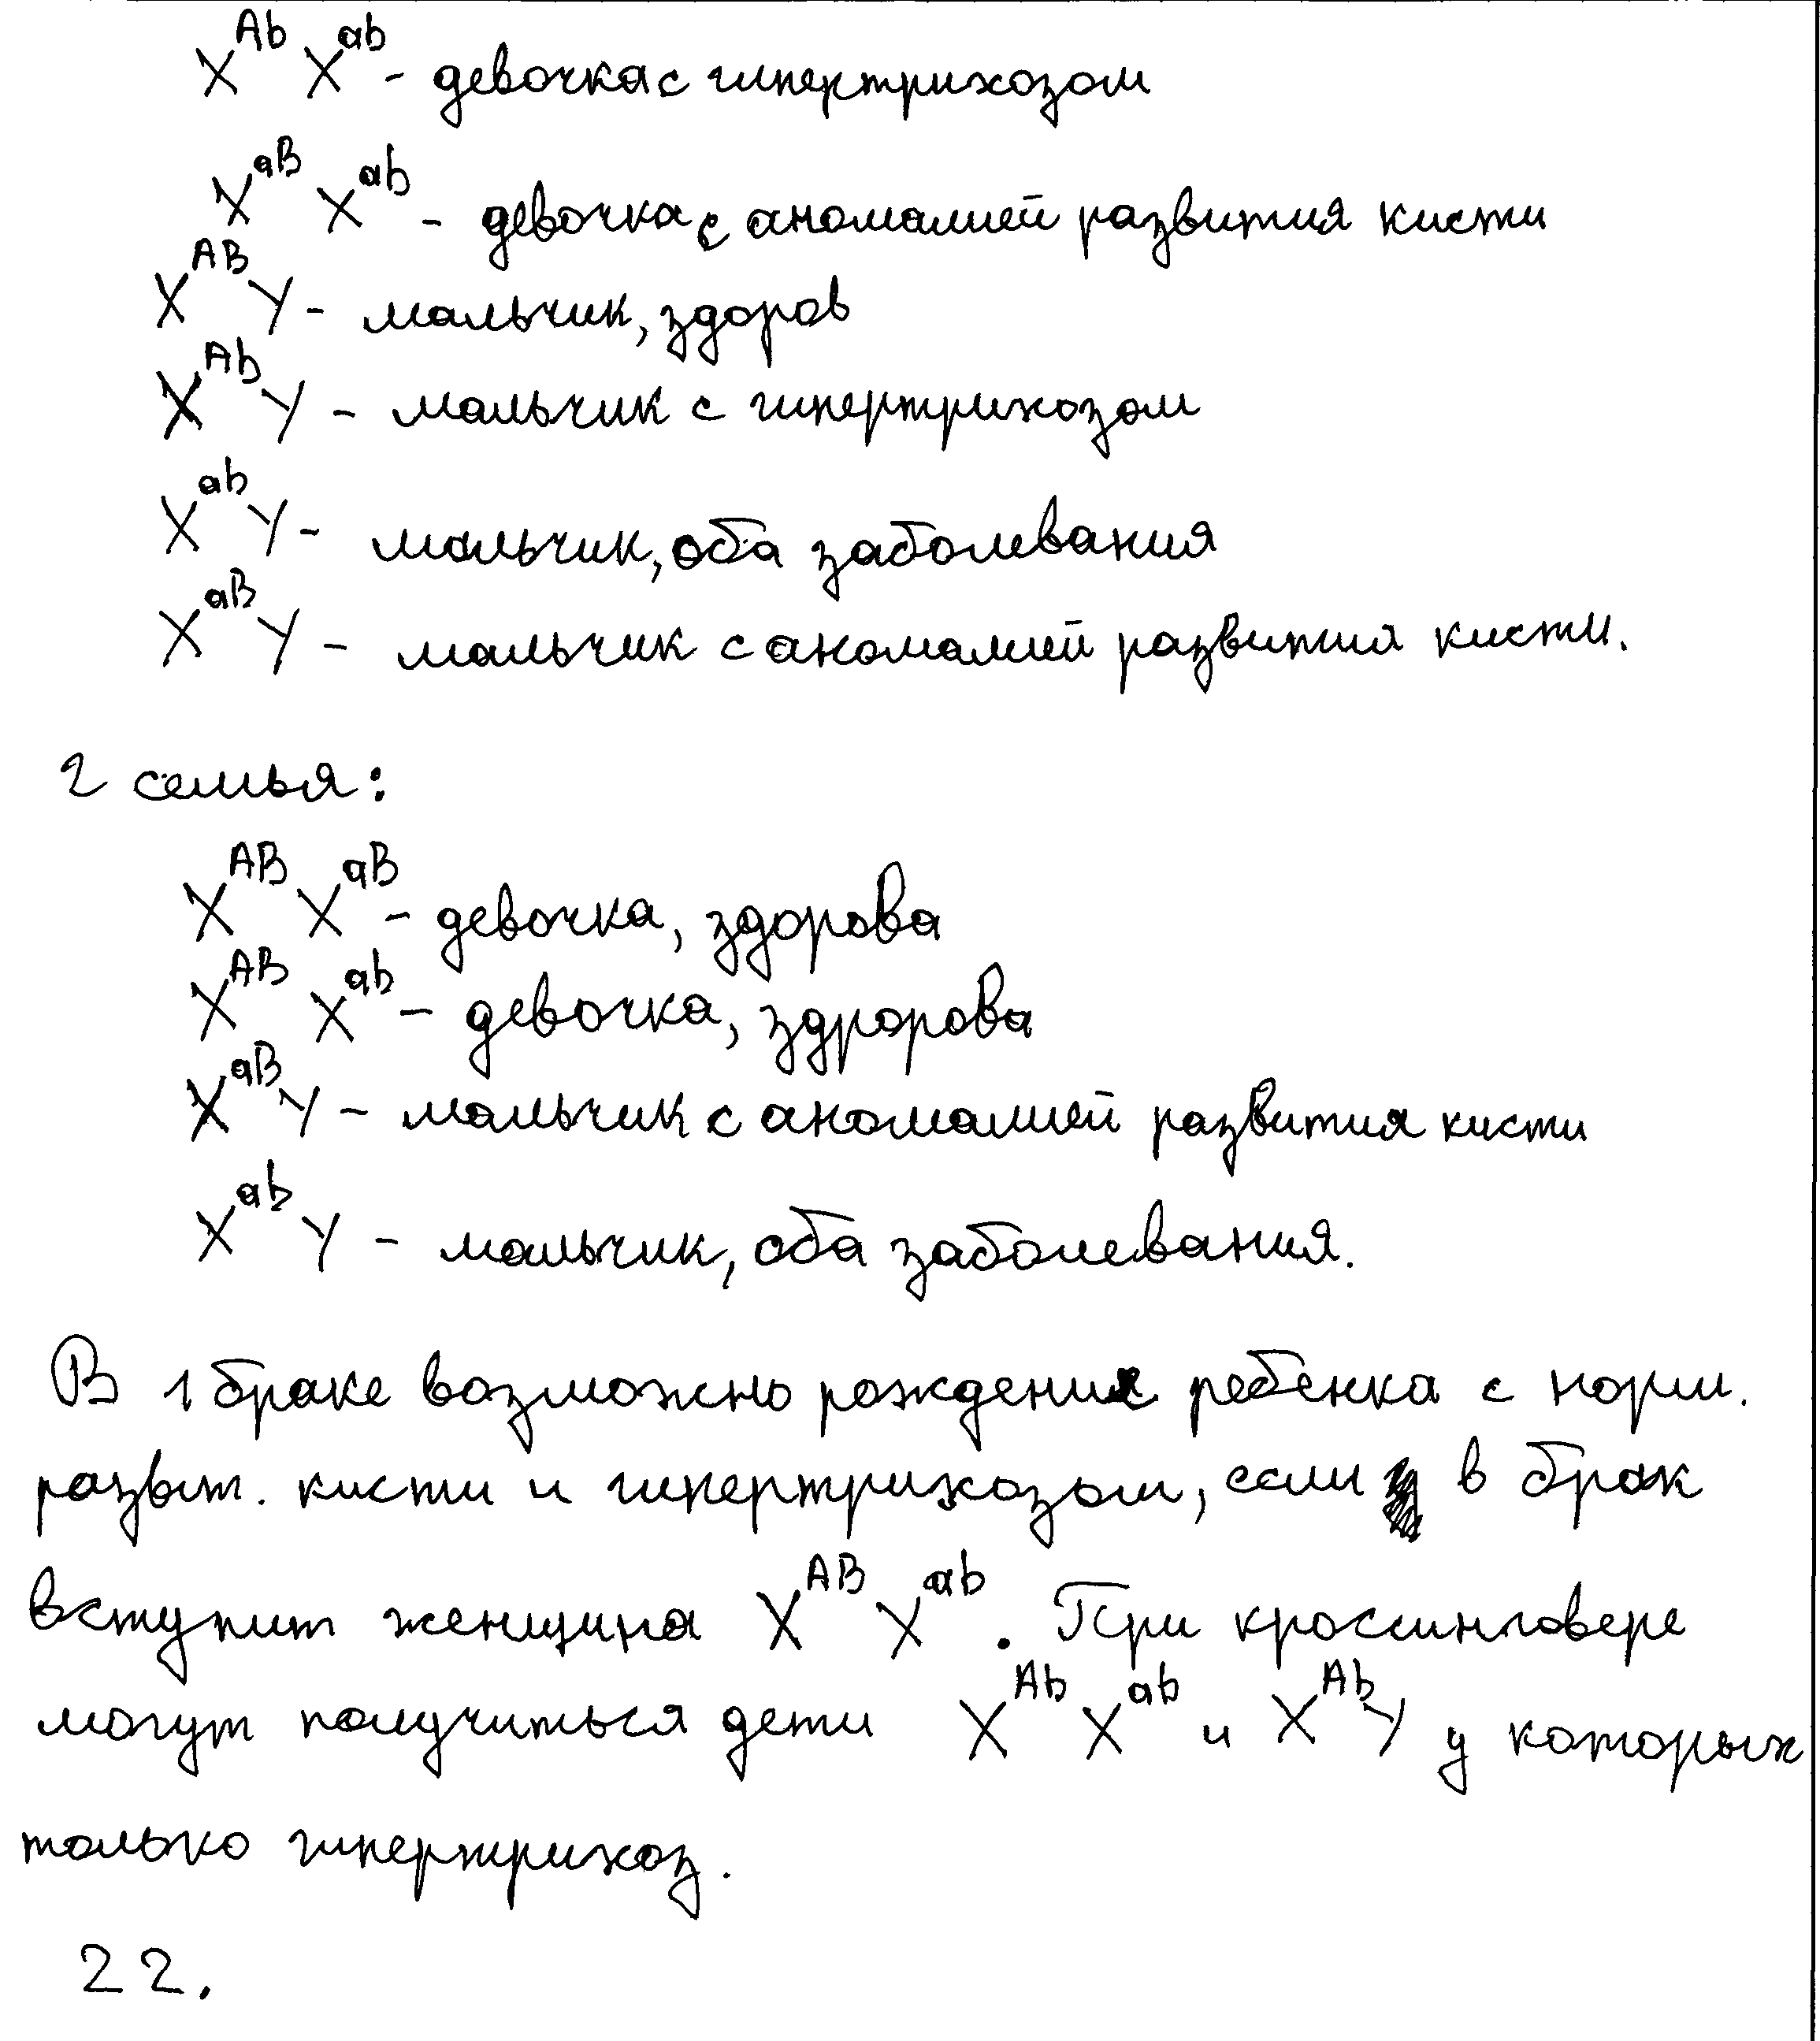 X^Ab X^ab - девочка с гипертрихозом
X^aB X^ab - девочка с аномалией развития кисти
X^AB Y - мальчик, здоров
X^Ab Y - мальчик с гипертрихозом
X^ab Y - мальчик, оба заболевания
X^aB Y - мальчик с аномалией развития кисти.
2 семья:
X^AB X^aB - девочка, здорова
X^AB X^ab - девочка, здророва
X^aB Y - мальчик с аномалией развития кисти
X^ab Y - мальчик, оба заболевания.
В 1 браке возможно рождение ребёнка с норм.
развит. кисти и гипертрихозом, если в брак
вступит женщина X^AB X^ab. При кроссинговере
могут получиться дети X^Ab X^ab и X^Ab Y у которых
только гипертрихоз.
22.